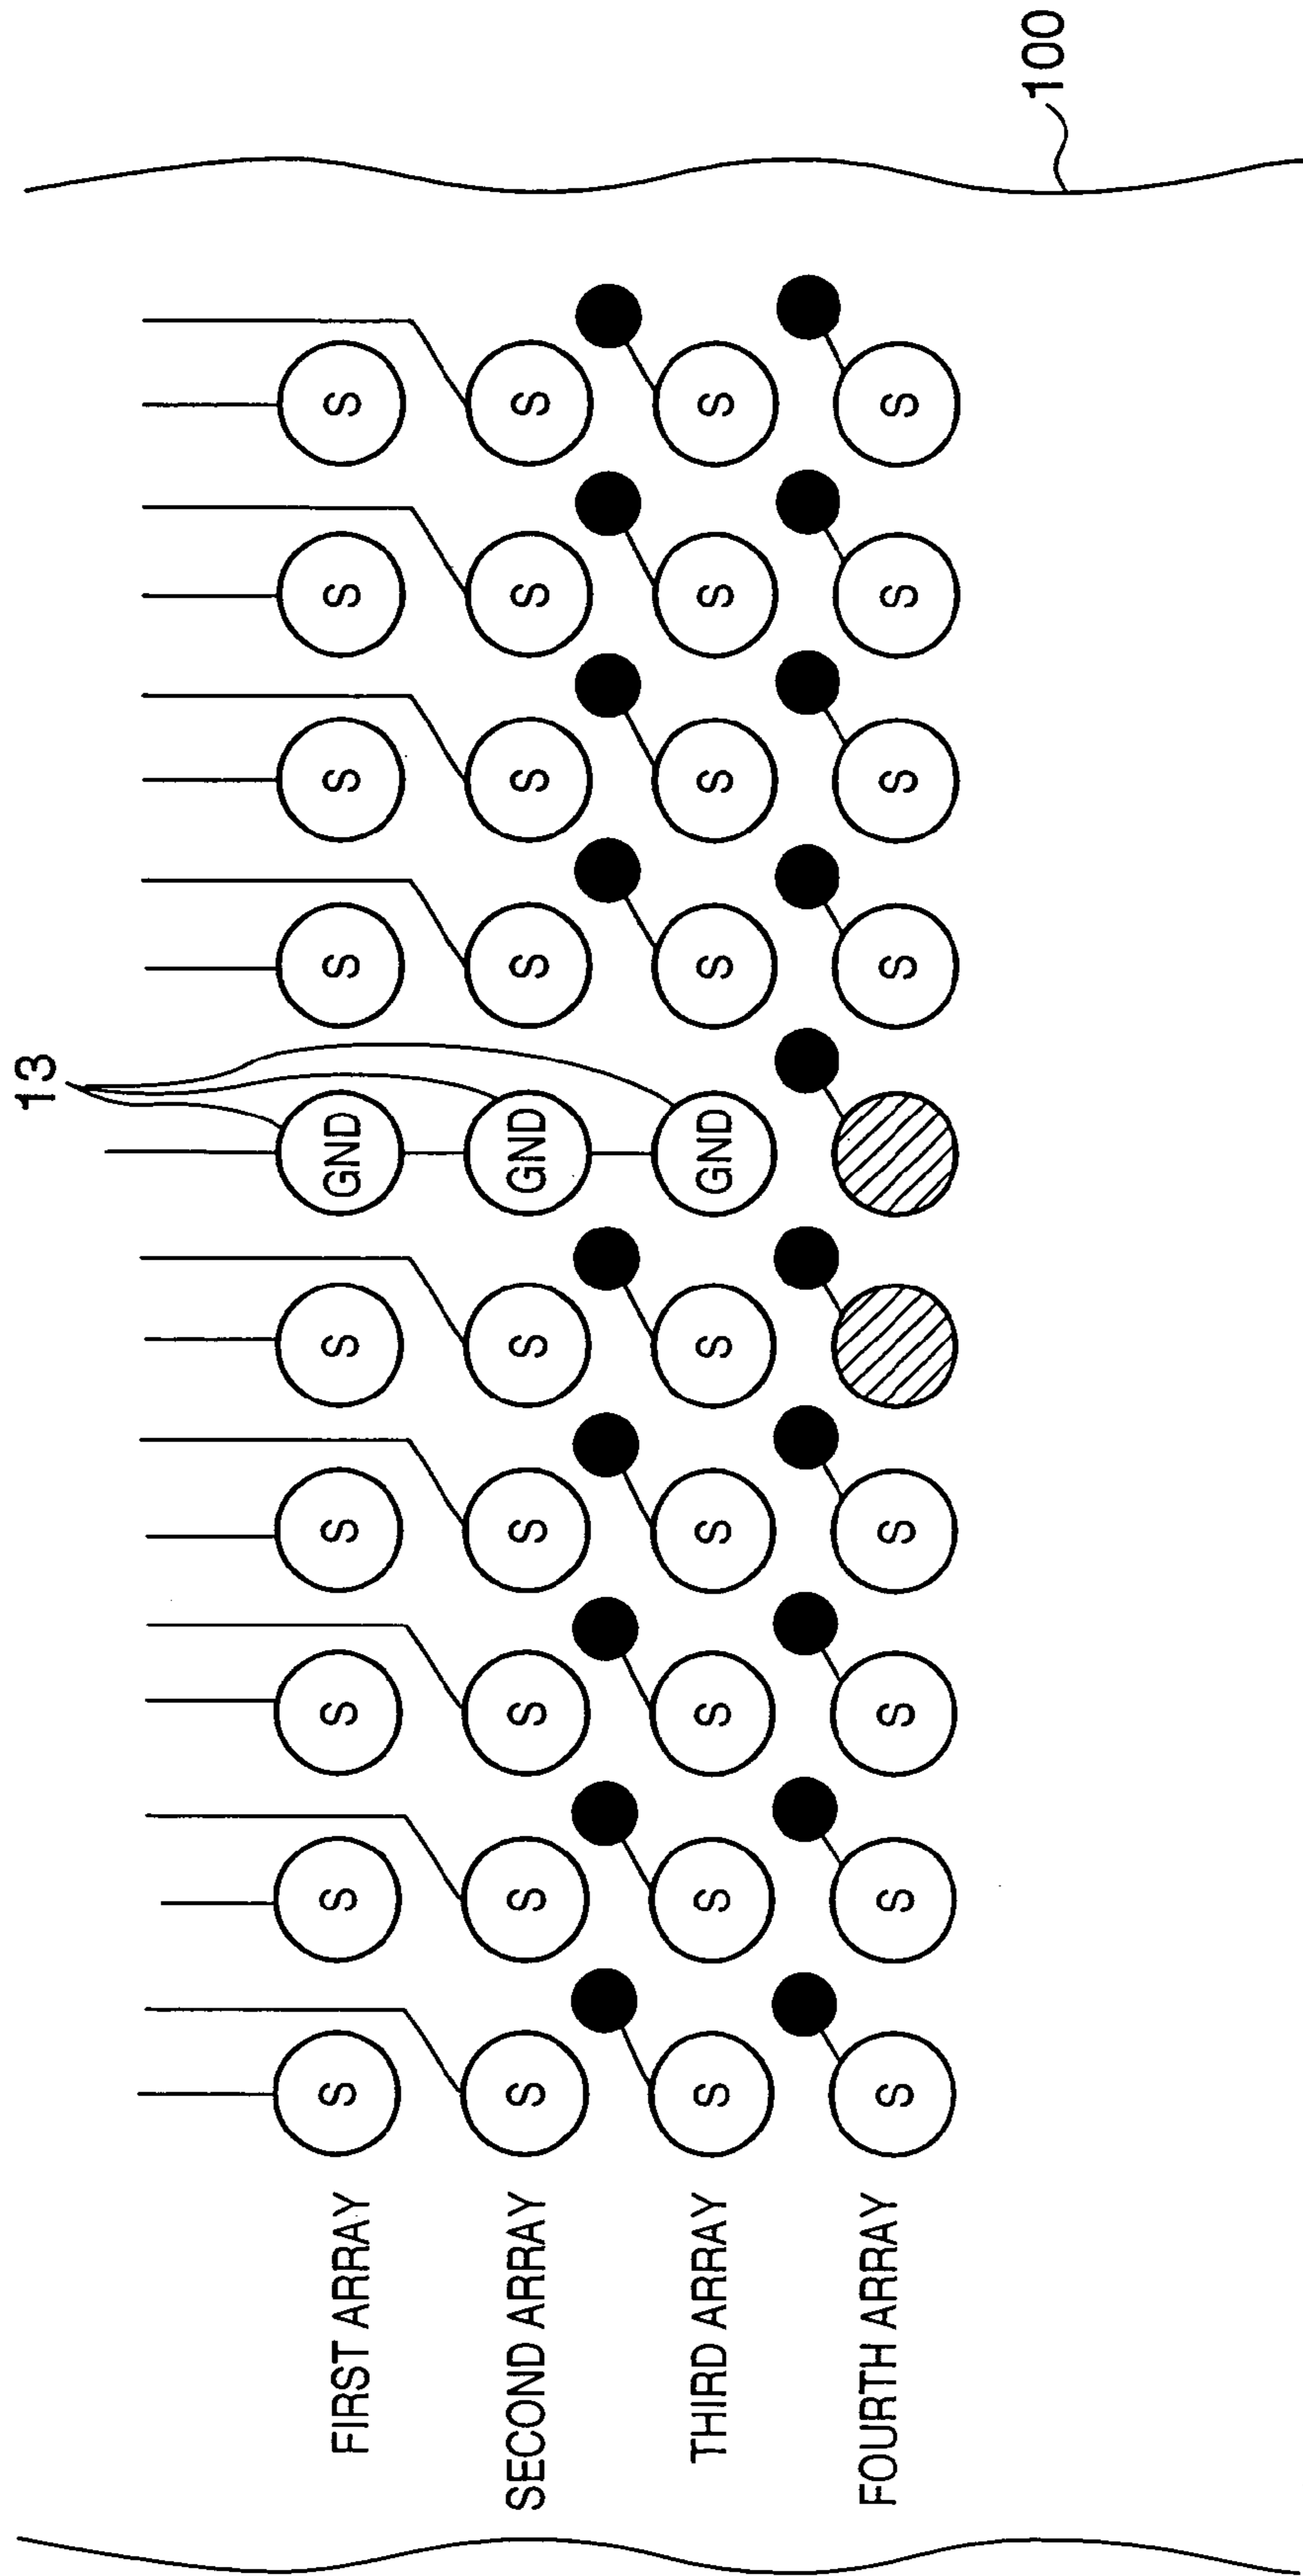 13
FIRST ARRAY S S S S S GND S S S S
SECOND ARRAY S S S S S GND S S S S
THIRD ARRAY S S S S S GND S S S S
FOURTH ARRAY S S S S S S S S
100